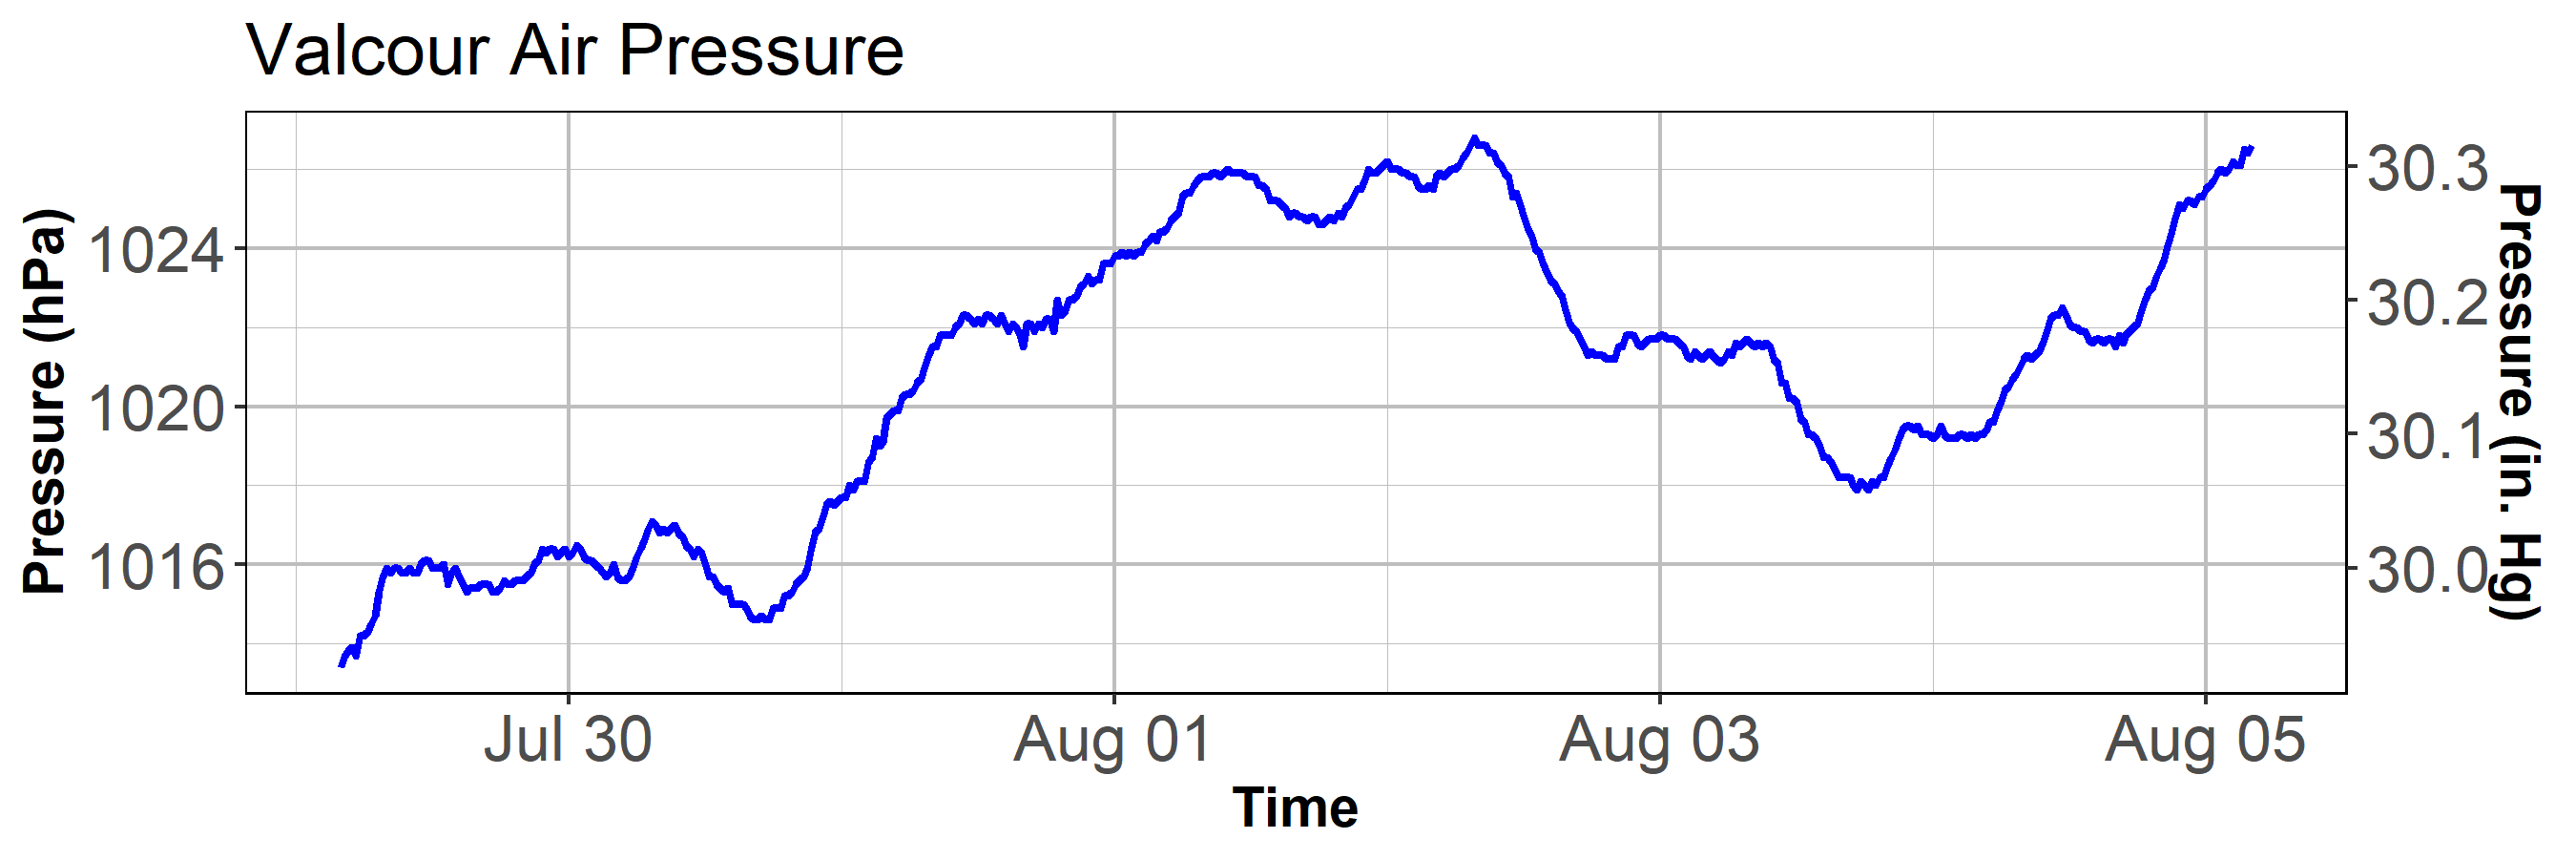 Valcour Air Pressure
Pressure (hPa)
1024
1020
1016
30.3
30.2
30.1
30.0
Pressure (in. Hg)
Jul 30
Aug 01
Aug 03
Aug 05
Time